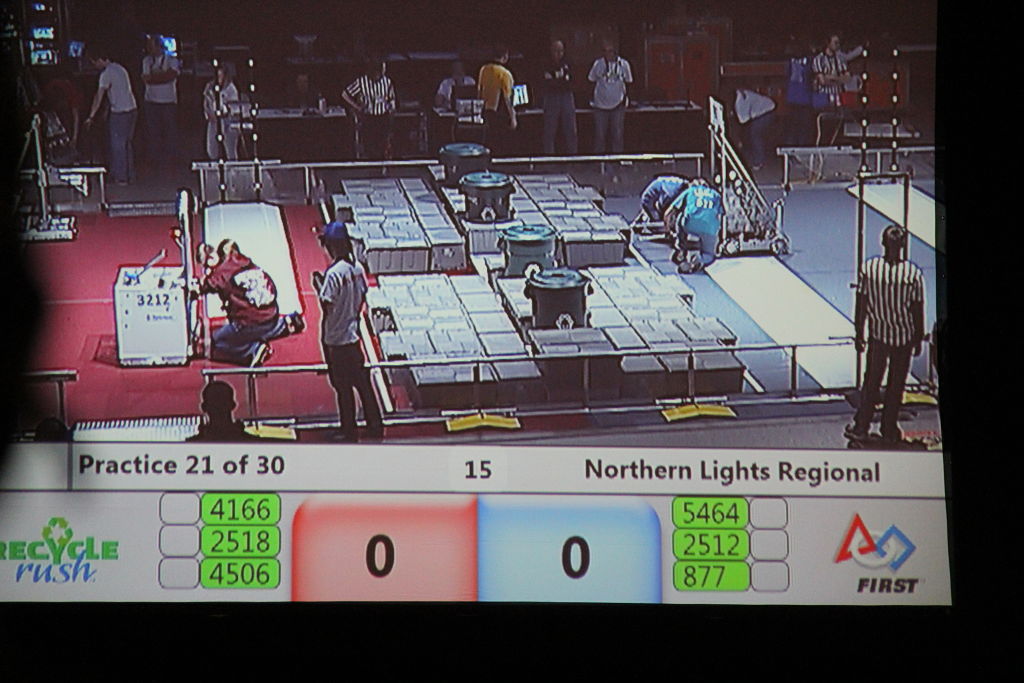 3212
Practice 21 of 30
15
Northern Lights Regional
RECYCLE
rush
4166
2518
4506
0
0
5464
2512
877
FIRST